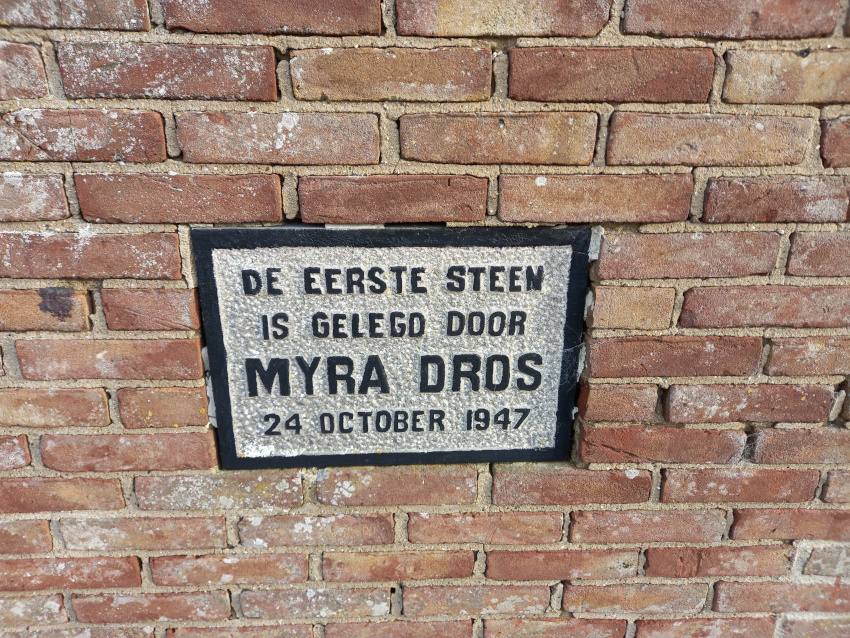 DE EERSTE STEEN
IS GELEGD DOOR
MYRA DROS
24 OCTOBER 1947